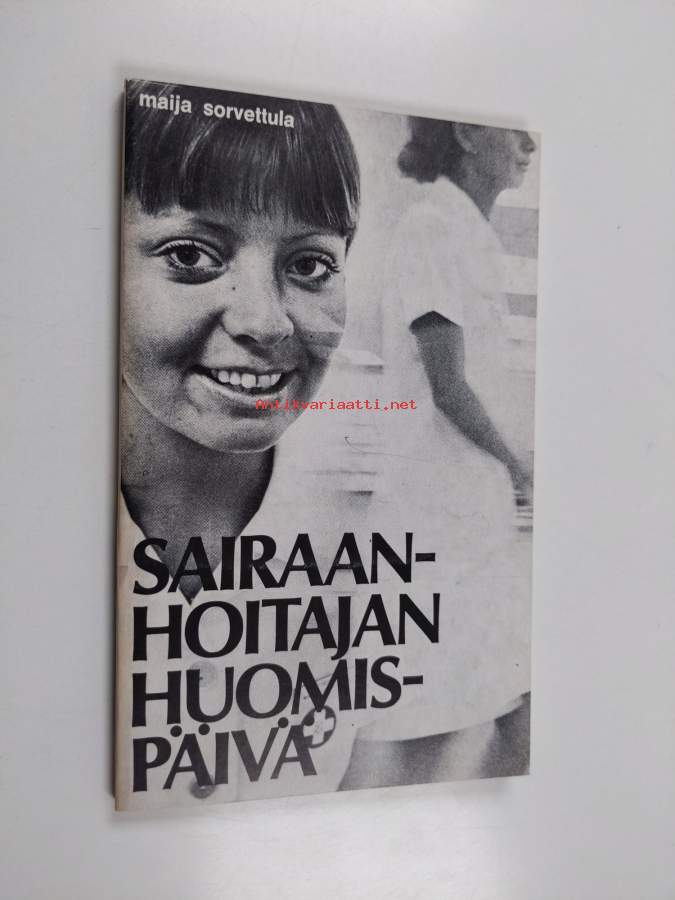 maija sorvettula
Antikvariaatti.net
SAIRAAN-
HOITAJAN
HUOMIS-
PÄIVÄ